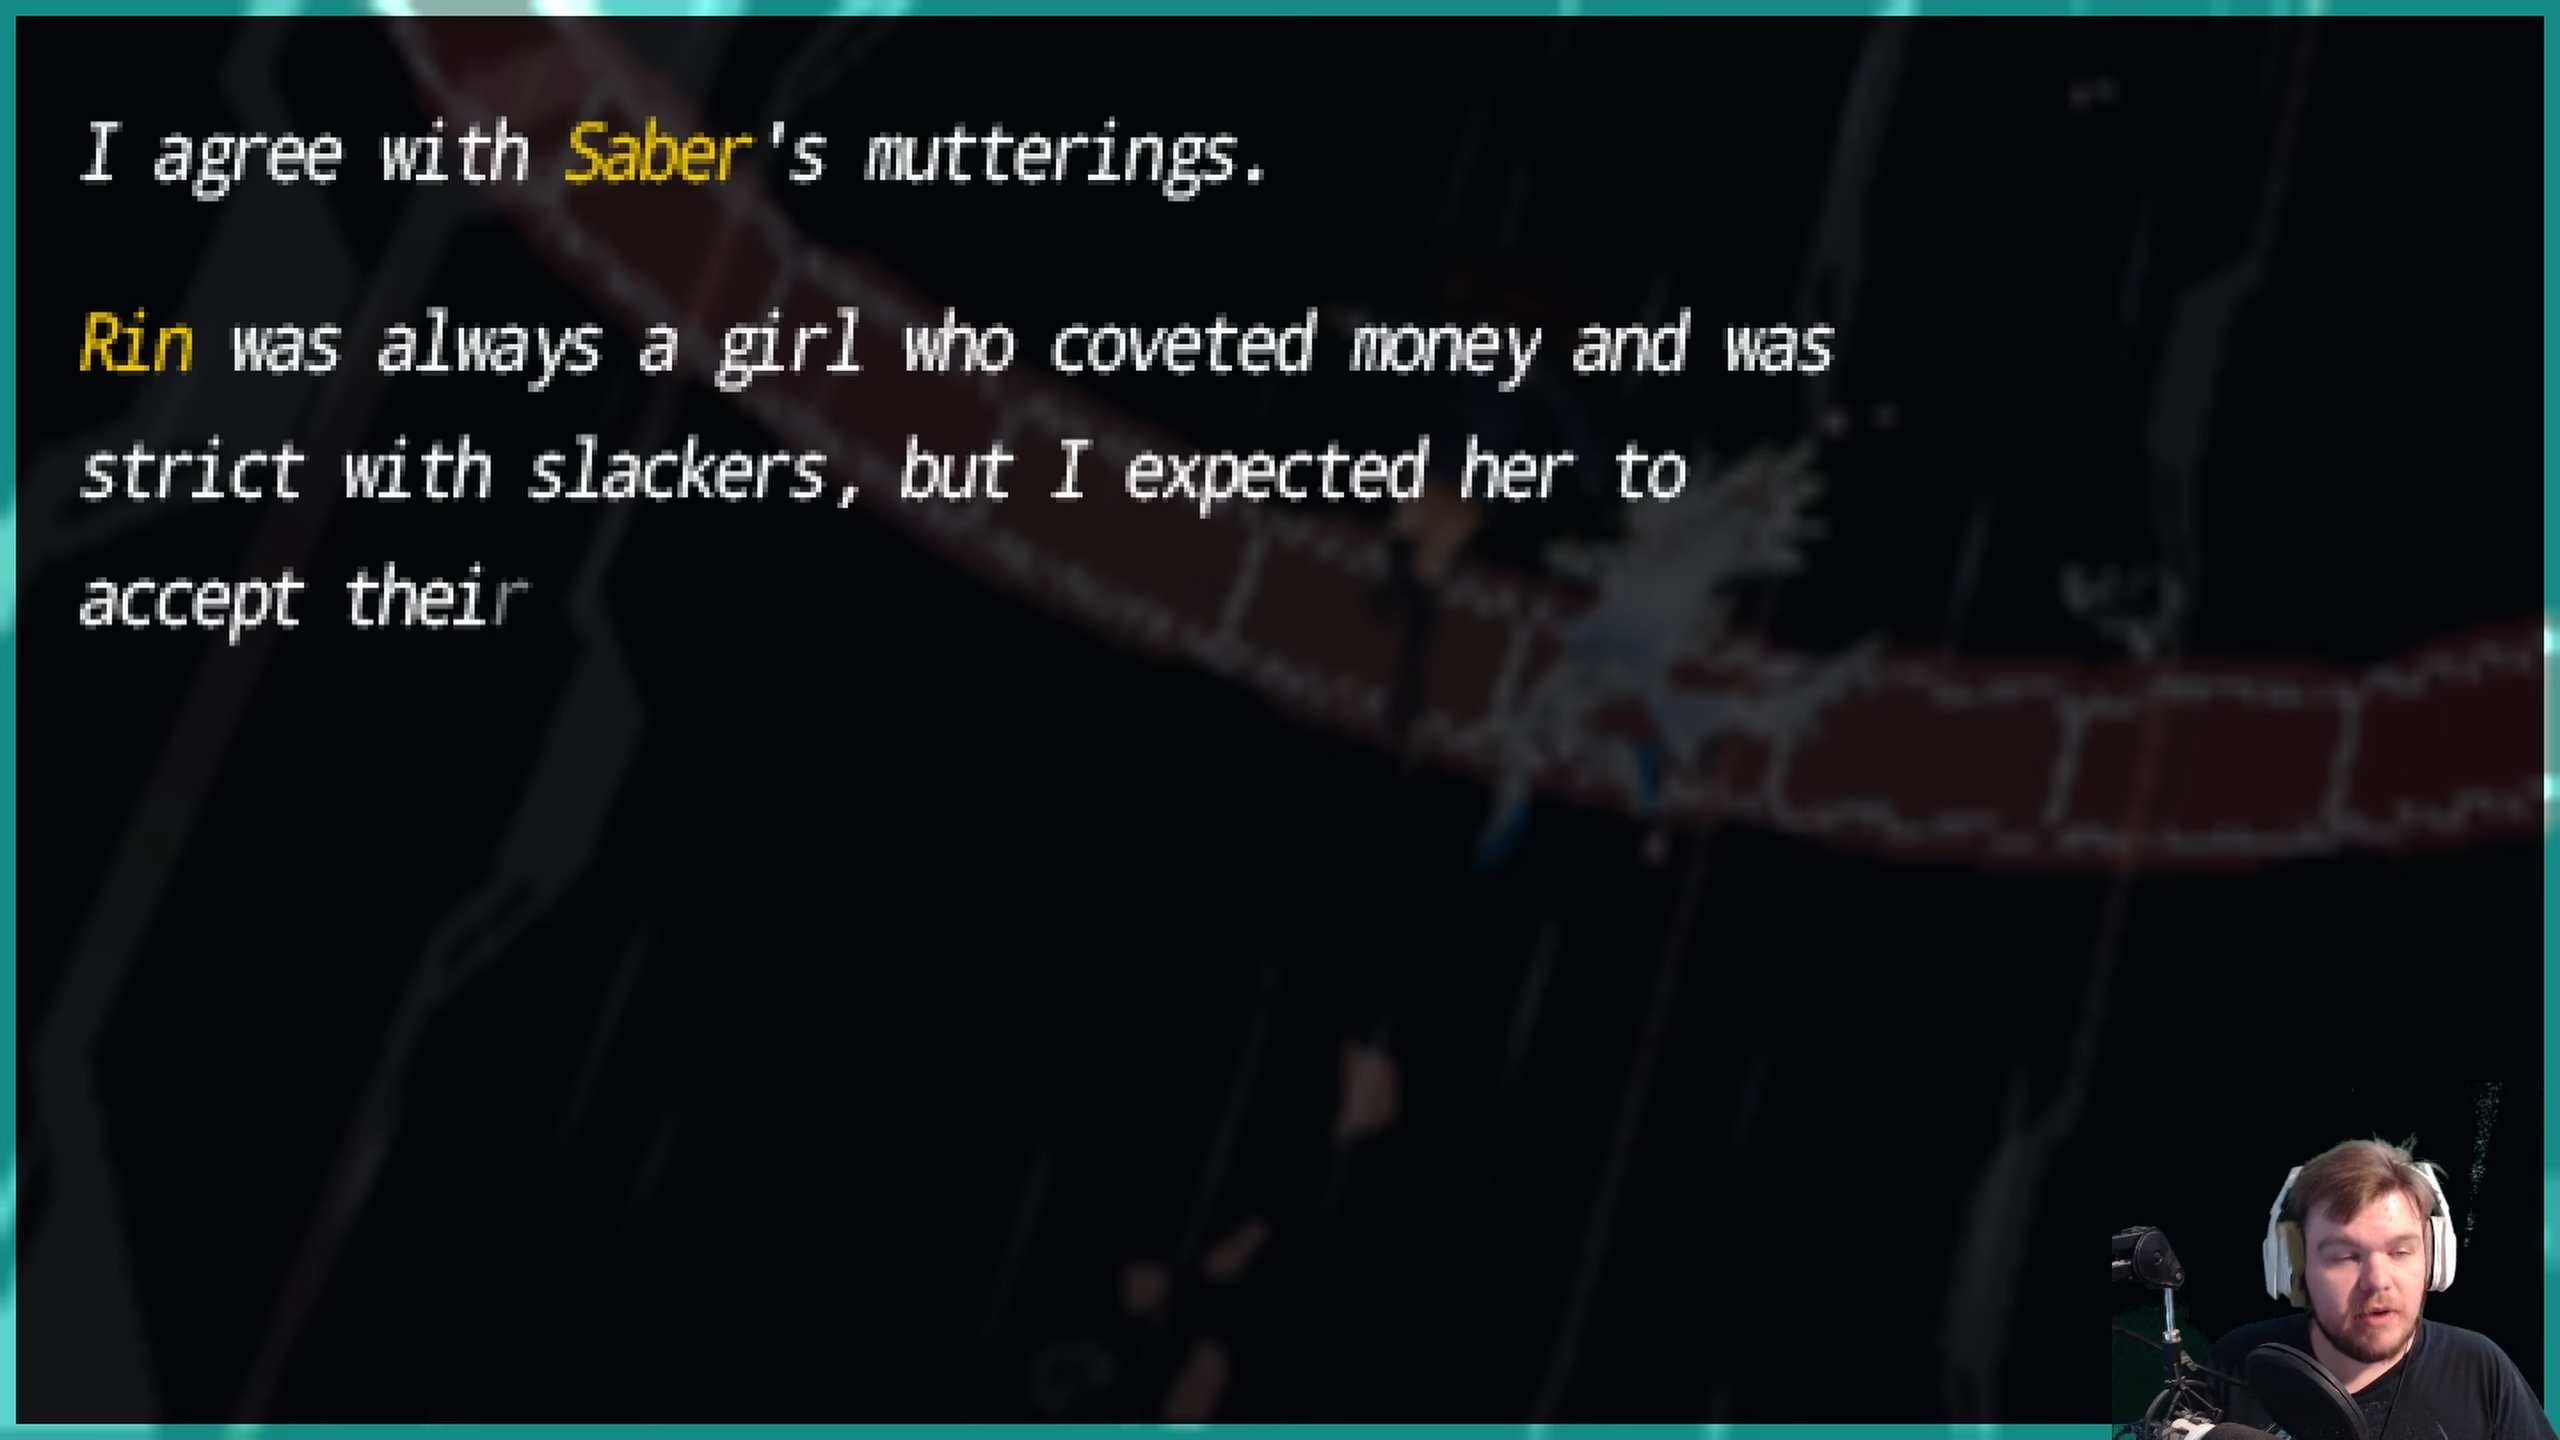 I agree with Saber's mutterings.
Rin was always a girl who coveted money and was
strict with slackers, but I expected her to
accept their